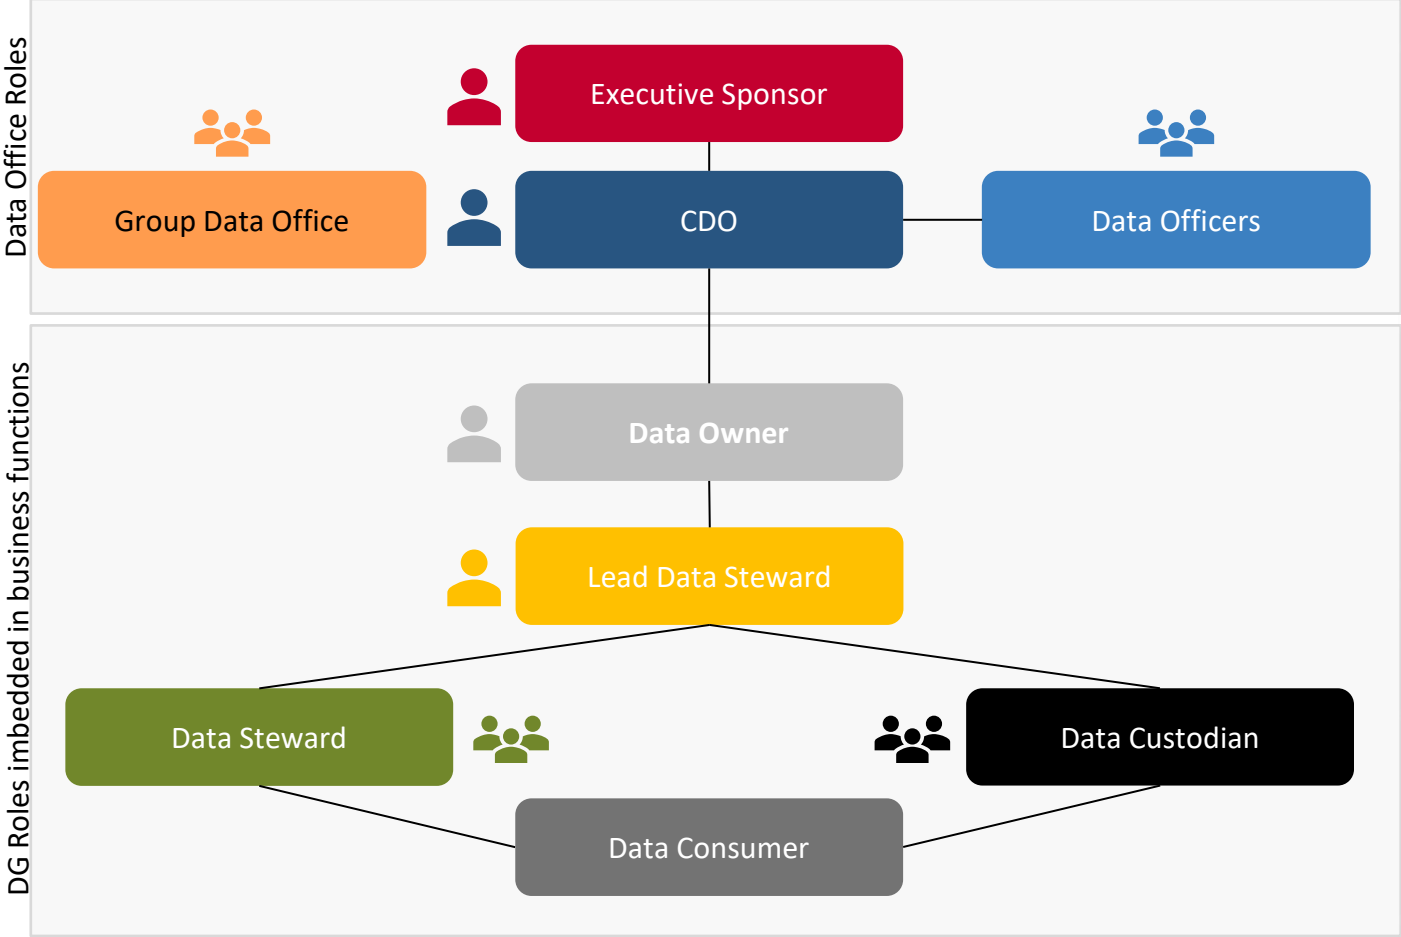 Data Office Roles
Executive Sponsor
Group Data Office
CDO
Data Officers
DG Roles imbedded in business functions
Data Owner
Lead Data Steward
Data Steward
Data Custodian
Data Consumer